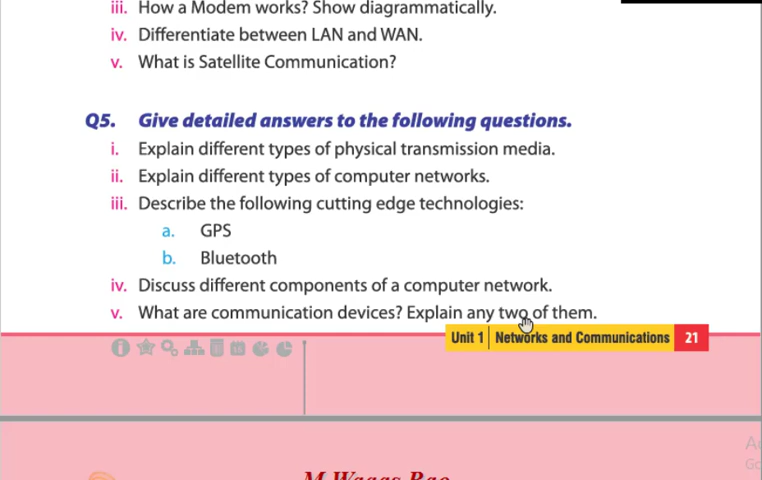 iii. How a Modem works? Show diagrammatically.
iv. Differentiate between LAN and WAN.
v. What is Satellite Communication?
Q5. Give detailed answers to the following questions.
i. Explain different types of physical transmission media.
ii. Explain different types of computer networks.
iii. Describe the following cutting edge technologies:
a. GPS
b. Bluetooth
iv. Discuss different components of a computer network.
v. What are communication devices? Explain any two of them.
Unit 1 | Networks and Communications 21
M Waqas Rao